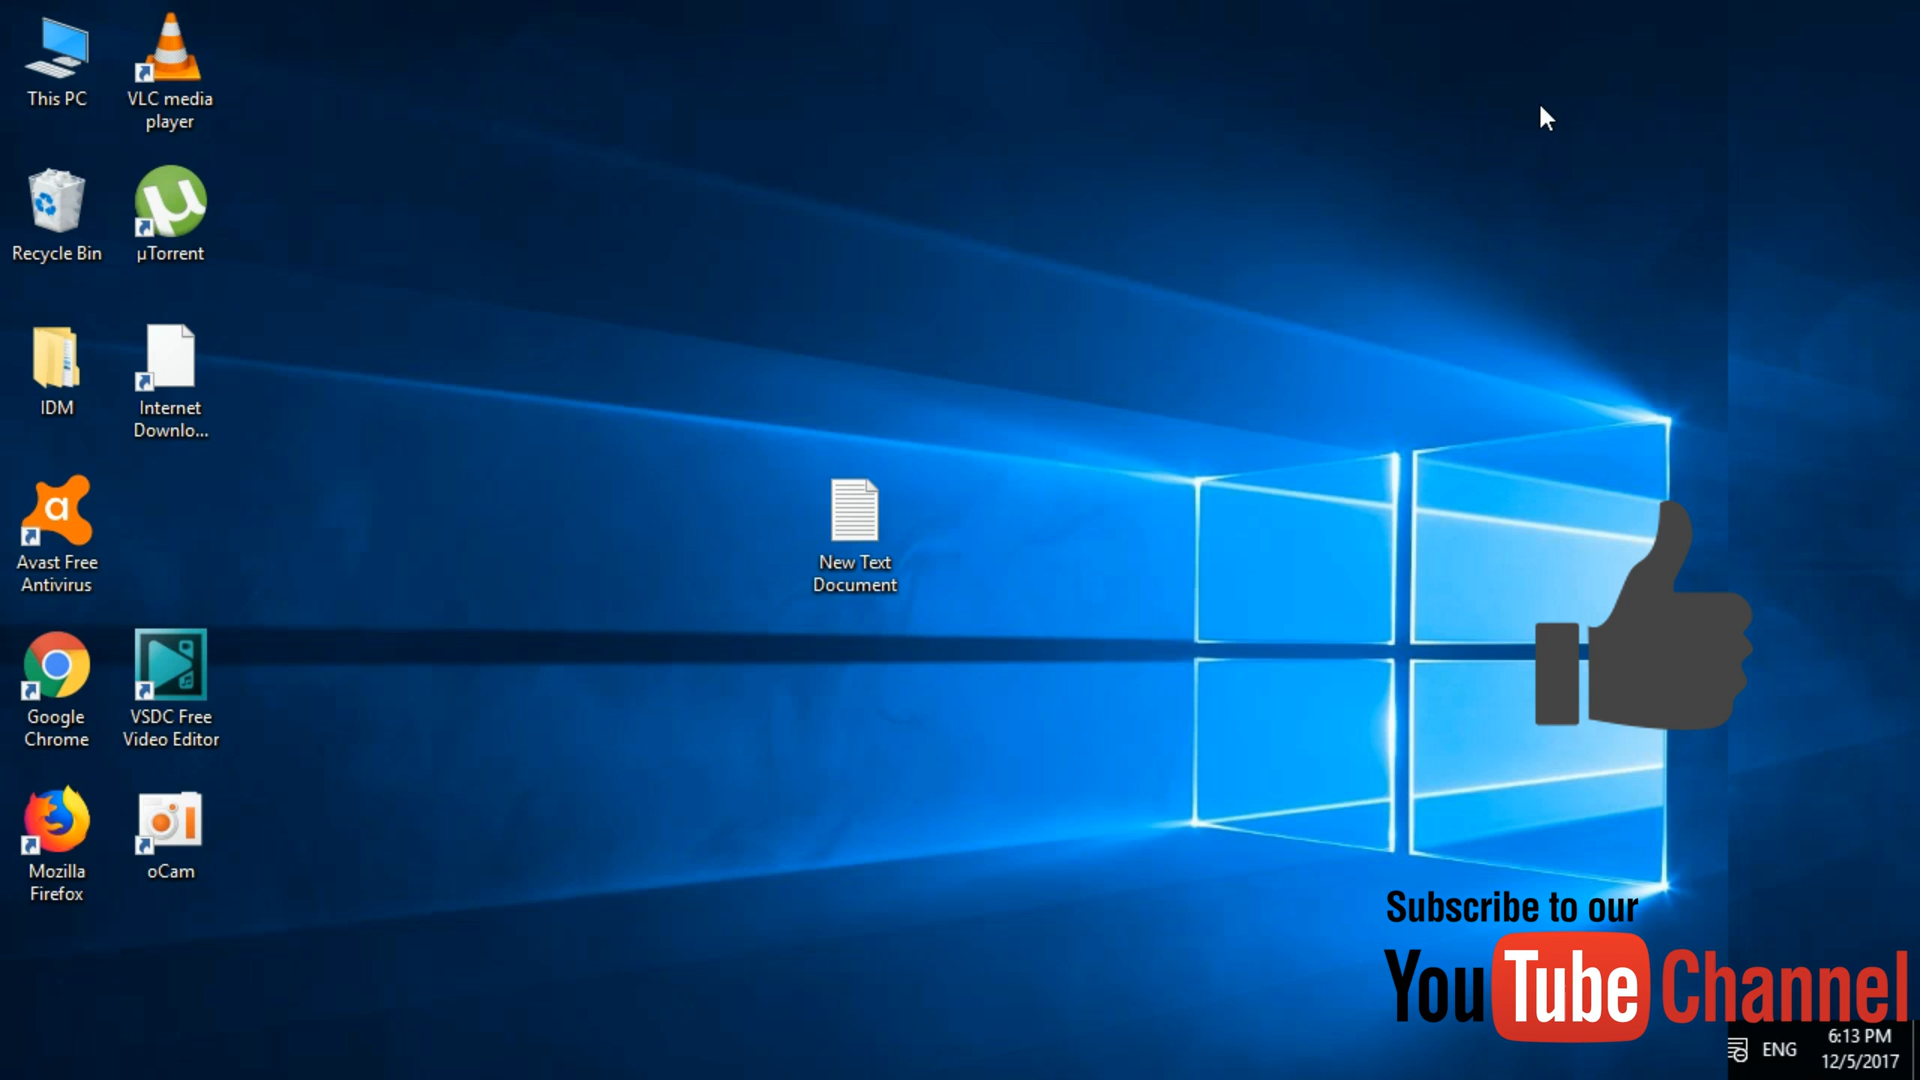 This PC
VLC media
player
Recycle Bin
µTorrent
IDM
Internet
Downlo...
Avast Free
Antivirus
New Text
Document
Google
Chrome
VSDC Free
Video Editor
Mozilla
Firefox
oCam
Subscribe to our
YouTube Channel
6:13 PM
ENG
12/5/2017